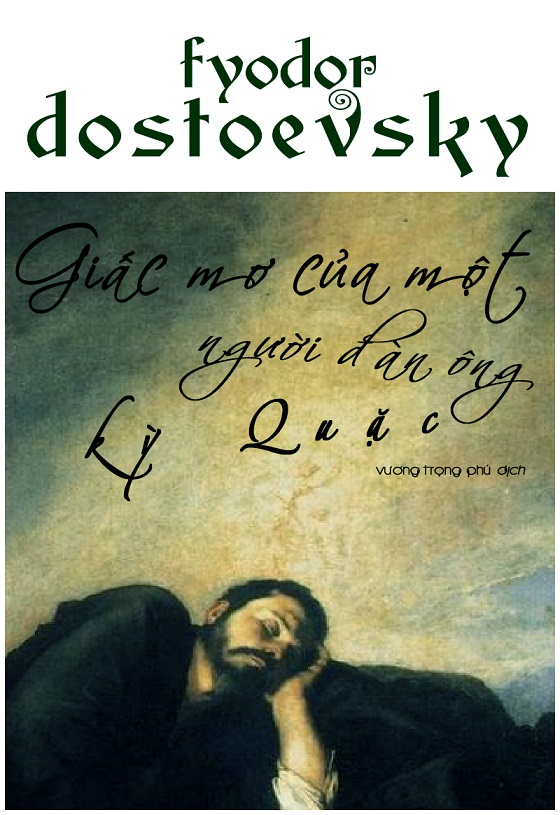 fyodor
dostoevsky
Giấc mơ của một
người đàn ông
kỳ Quặc
vương trọng phú dịch